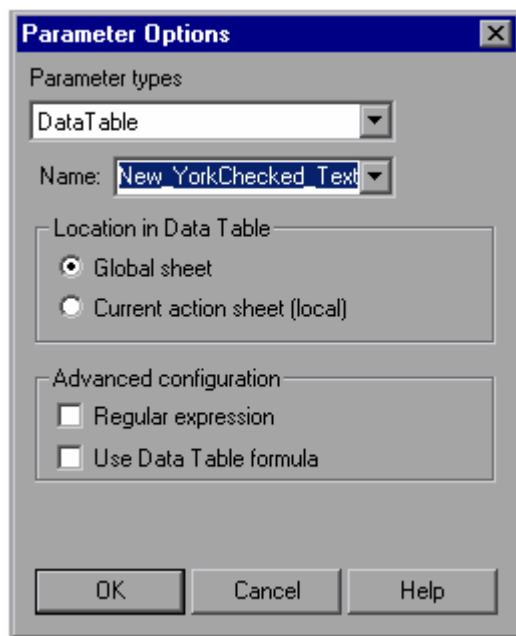 Parameter Options
Parameter types
DataTable
Name: New_YorkChecked_Text
Location in Data Table
Global sheet
Current action sheet (local)
Advanced configuration
Regular expression
Use Data Table formula
OK Cancel Help